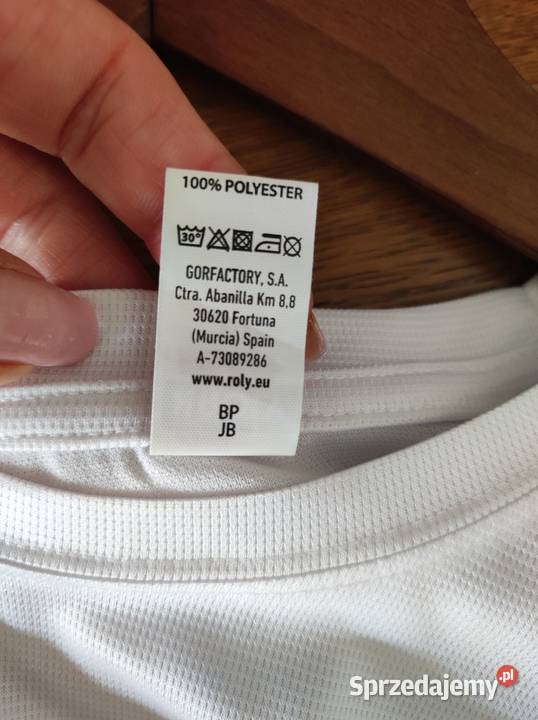 100% POLYESTER
30°
GORFACTORY, S.A.
Ctra. Abanilla Km 8,8
30620 Fortuna
(Murcia) Spain
A-73089286
www.roly.eu
BP
JB
Sprzedajemy.pl